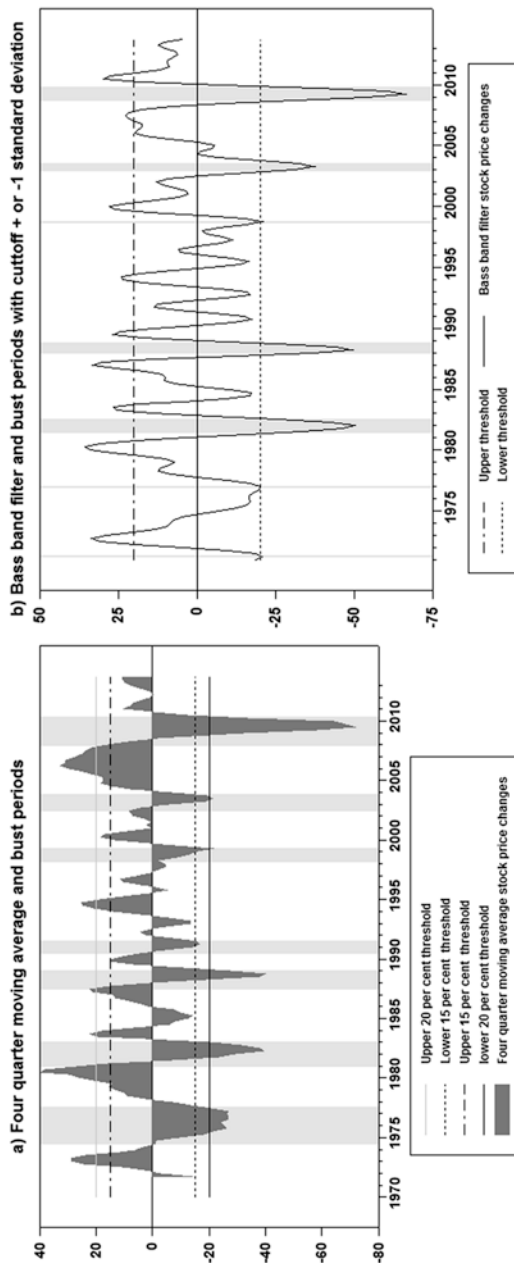 a) Four quarter moving average and bust periods
40
20
0
-20
-40
-60
-80
1970 1975 1980 1985 1990 1995 2000 2005 2010
Upper 20 per cent threshold
Lower 15 per cent threshold
Upper 15 per cent threshold
lower 20 per cent threshold
Four quarter moving average stock price changes
b) Bass band filter and bust periods with cuttoff + or -1 standard deviation
50
25
0
-25
-50
-75
1975 1980 1985 1990 1995 2000 2005 2010
Upper threshold Bass band filter stock price changes
Lower threshold